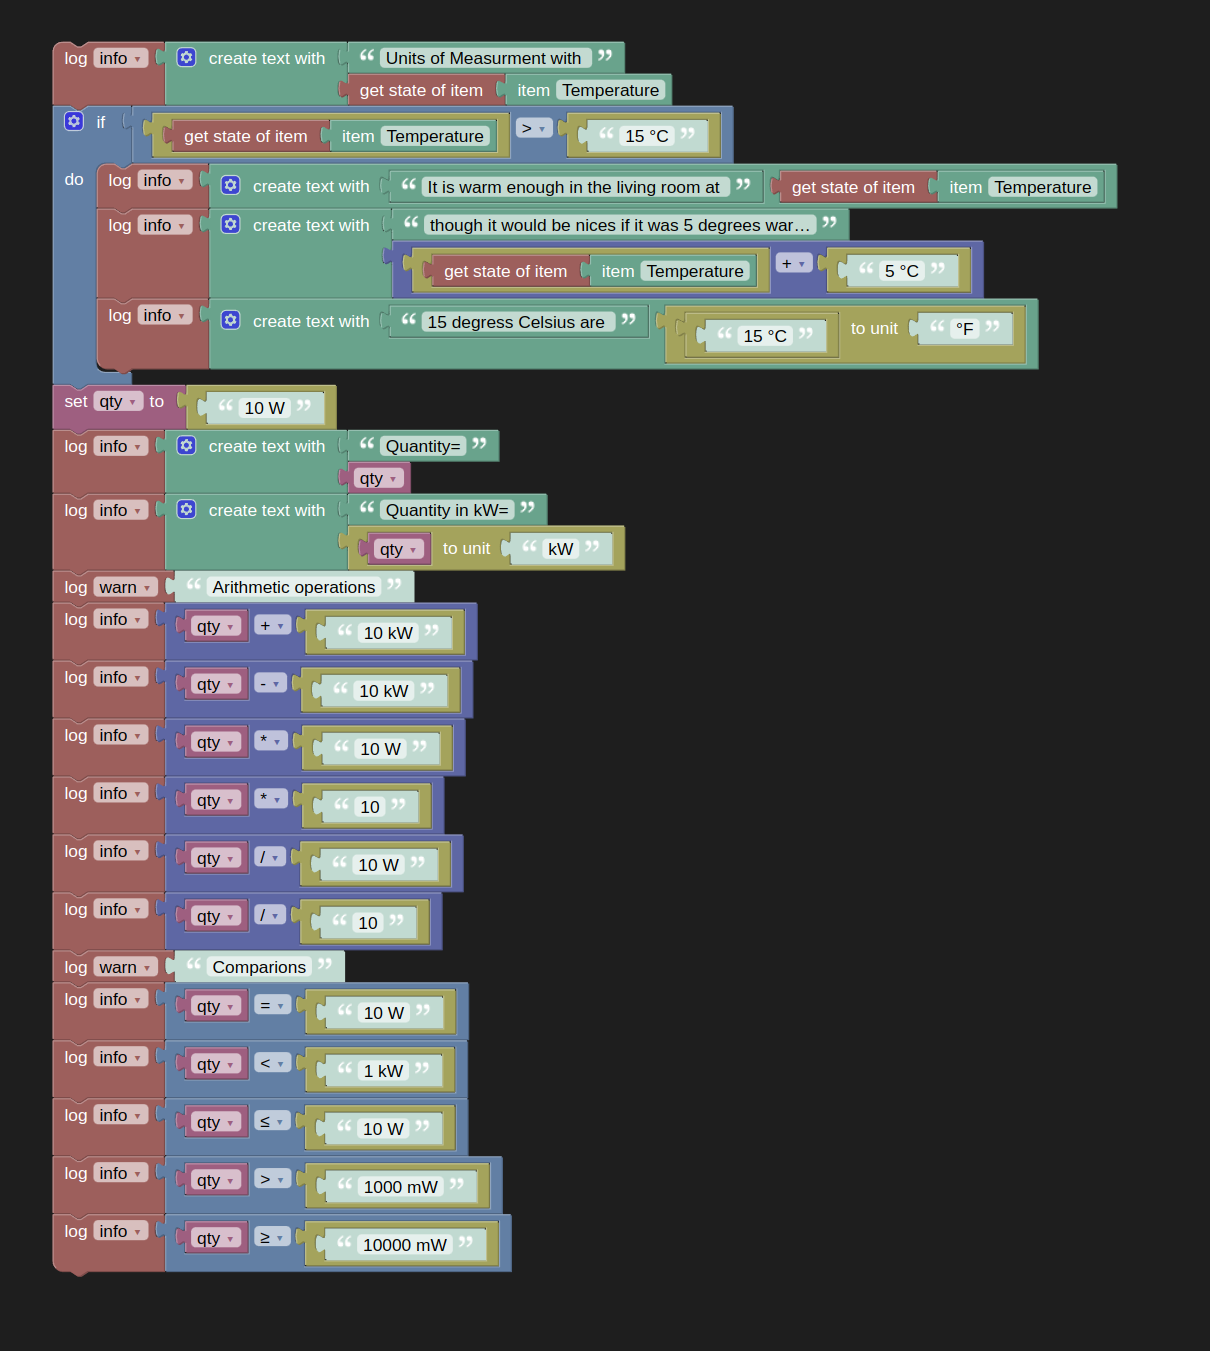 log info create text with “ Units of Measurment with ”
get state of item item Temperature
if get state of item item Temperature > “ 15 °C ”
do log info create text with “ It is warm enough in the living room at ” get state of item item Temperature
log info create text with “ though it would be nices if it was 5 degrees war… ”
get state of item item Temperature + “ 5 °C ”
log info create text with “ 15 degress Celsius are ” “ 15 °C ” to unit “ °F ”
set qty to “ 10 W ”
log info create text with “ Quantity= ”
qty
log info create text with “ Quantity in kW= ”
qty to unit “ kW ”
log warn “ Arithmetic operations ”
log info qty + “ 10 kW ”
log info qty - “ 10 kW ”
log info qty * “ 10 W ”
log info qty * “ 10 ”
log info qty / “ 10 W ”
log info qty / “ 10 ”
log warn “ Comparions ”
log info qty = “ 10 W ”
log info qty < “ 1 kW ”
log info qty ≤ “ 10 W ”
log info qty > “ 1000 mW ”
log info qty ≥ “ 10000 mW ”